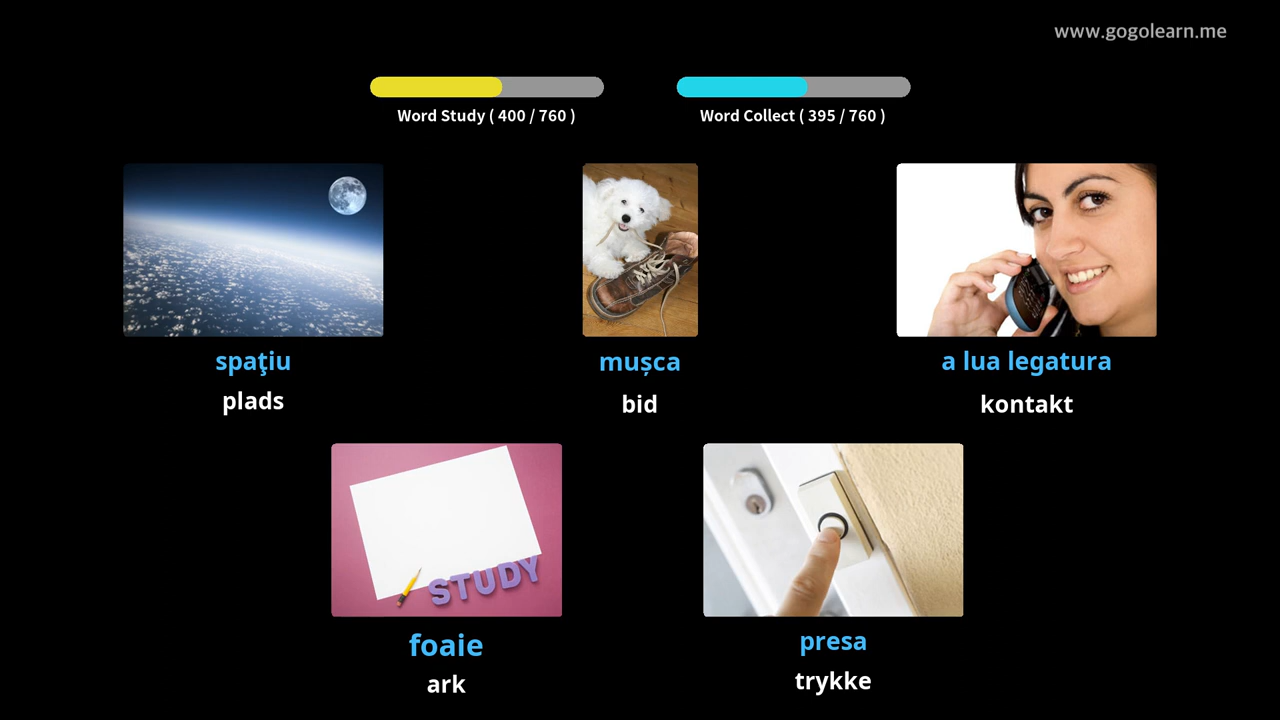 www.gogolearn.me
Word Study ( 400 / 760 )
Word Collect ( 395 / 760 )
spaţiu
plads
mușca
bid
a lua legatura
kontakt
STUDY
foaie
ark
presa
trykke